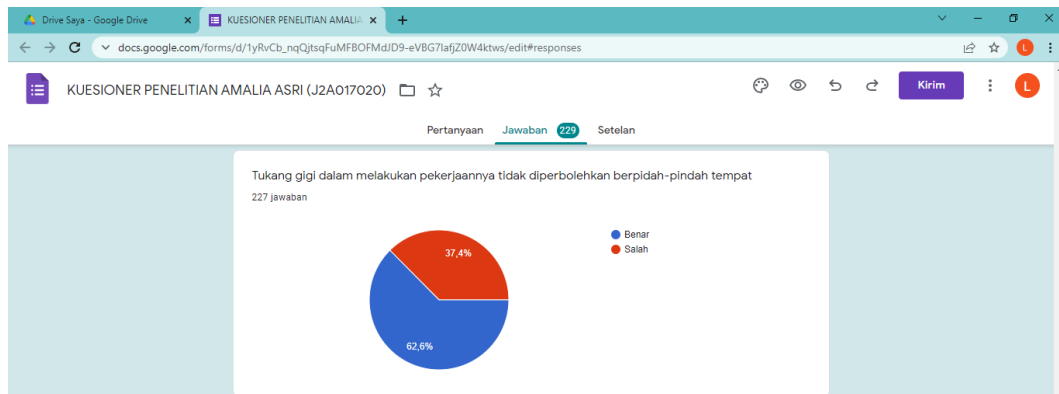 Drive Saya - Google Drive
KUESIONER PENELITIAN AMALIA
docs.google.com/forms/d/1yRvCb_nqQjtsqFuMFBOFMdJD9-eVBG7lafjZ0W4ktws/edit#responses
L
KUESIONER PENELITIAN AMALIA ASRI (J2A017020)
Kirim
L
Pertanyaan Jawaban 229 Setelan
Tukang gigi dalam melakukan pekerjaannya tidak diperbolehkan berpidah-pindah tempat
227 jawaban
Benar
Salah
37,4%
62,6%